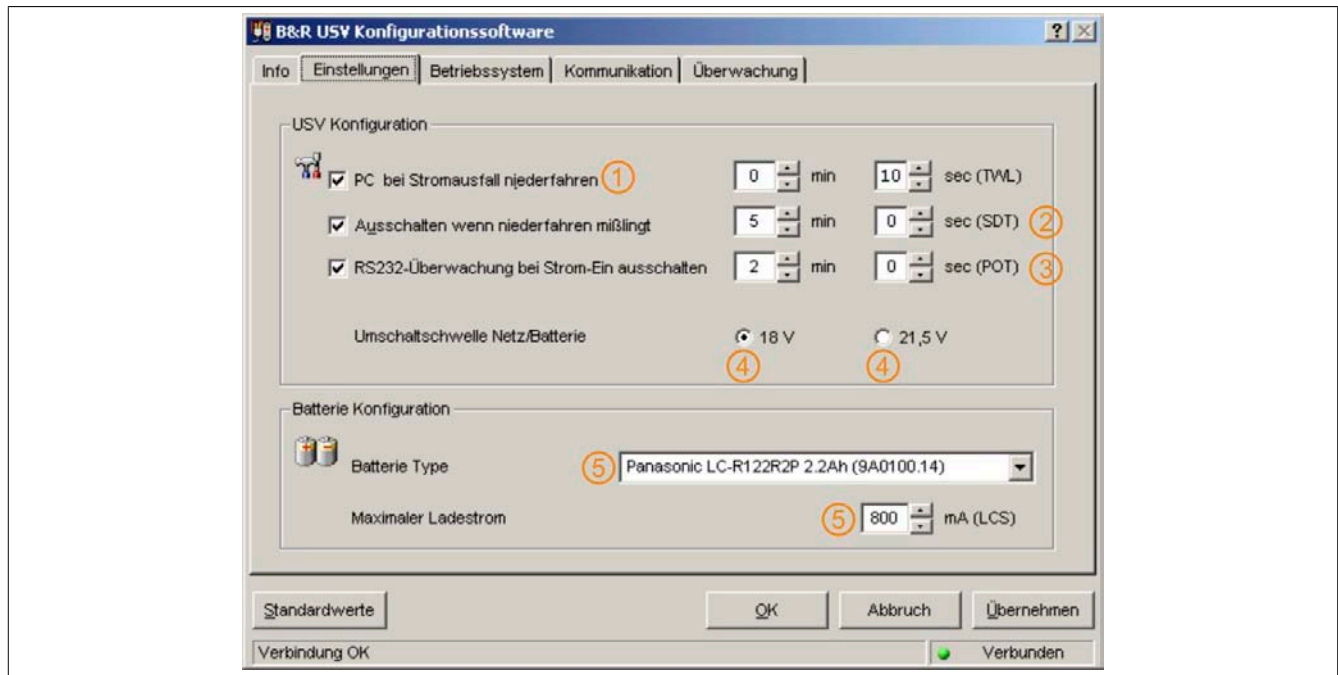 B&R USV Konfigurationssoftware
Info Einstellungen Betriebssystem Kommunikation Überwachung
USV Konfiguration
PC bei Stromausfall niederfahren 1 0 min 10 sec (TWL)
Ausschalten wenn niederfahren mißlingt 5 min 0 sec (SDT) 2
RS232-Überwachung bei Strom-Ein ausschalten 2 min 0 sec (POT) 3
Umschaltschwelle Netz/Batterie 18 V 21,5 V
4 4
Batterie Konfiguration
Batterie Type 5 Panasonic LC-R122R2P 2.2Ah (9A0100.14)
Maximaler Ladestrom 5 800 mA (LCS)
Standardwerte OK Abbruch Übernehmen
Verbindung OK Verbunden